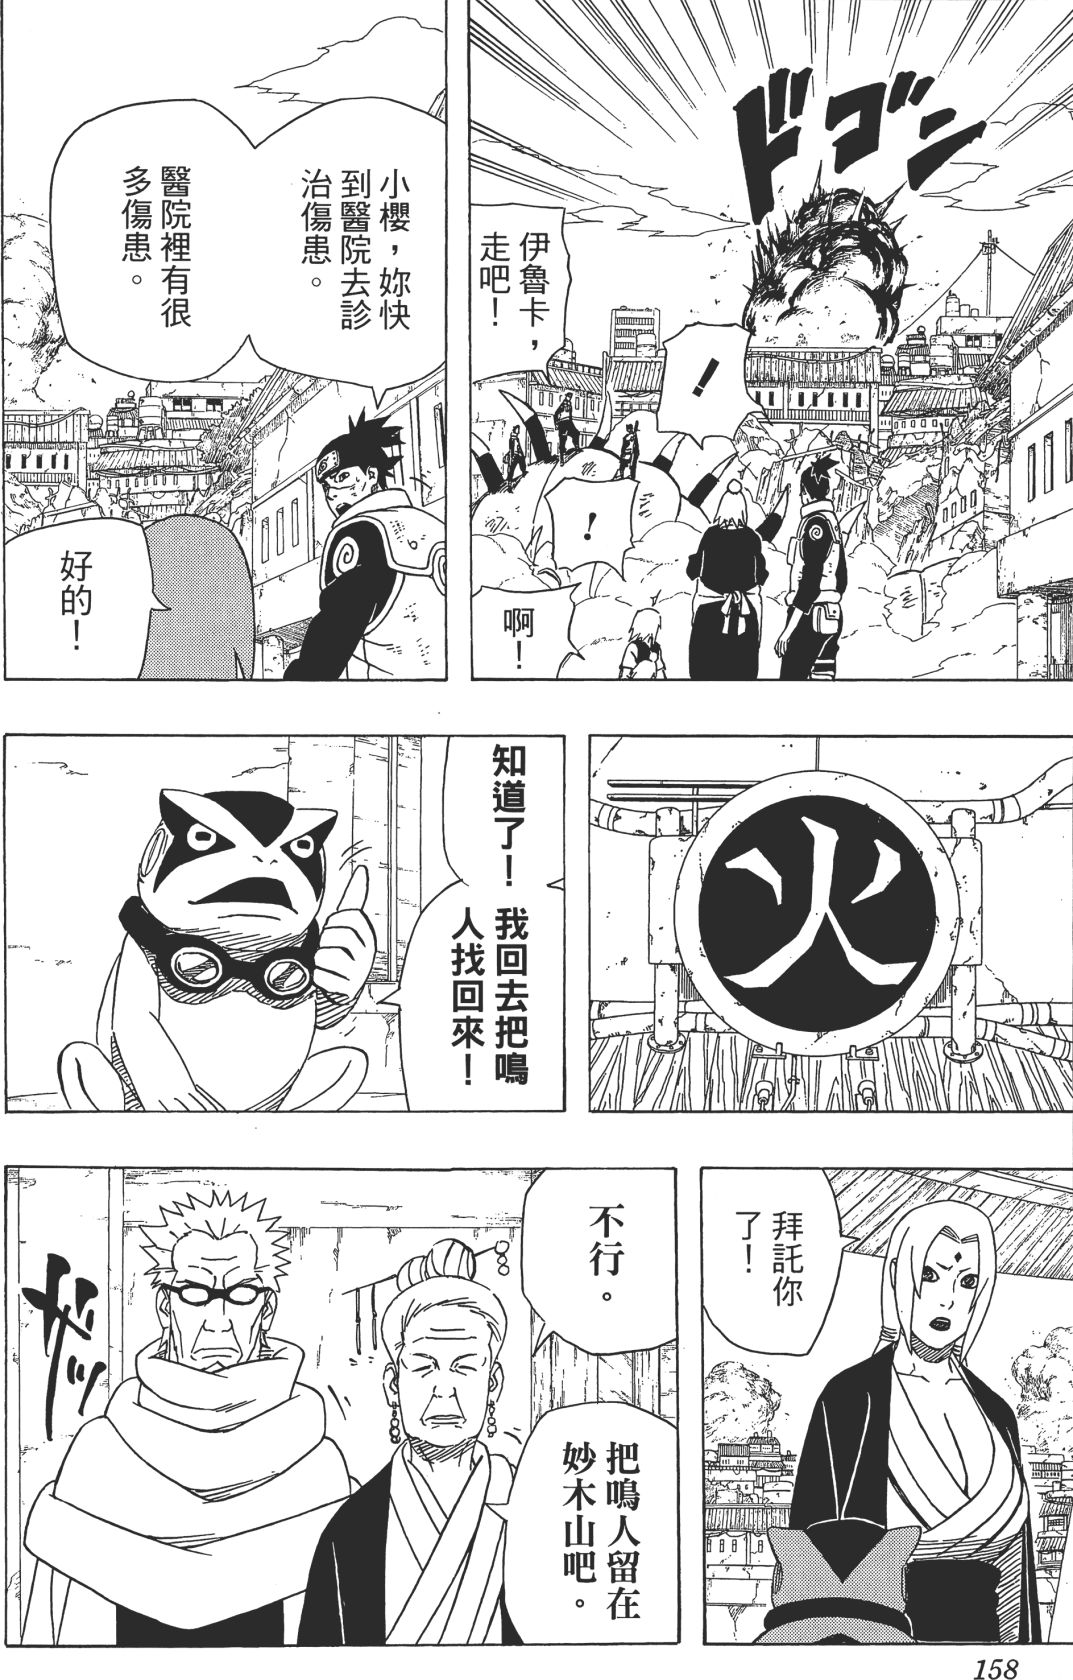 ドゴン
！
！
啊！
伊魯卡，
走吧！
小櫻，妳快
到醫院去診
治傷患。
醫院裡有很
多傷患。
好的！
火
知道了！我回去把鳴
人找回來！
拜託你
了！
不行。
把鳴人留在
妙木山吧。
ザッ
158